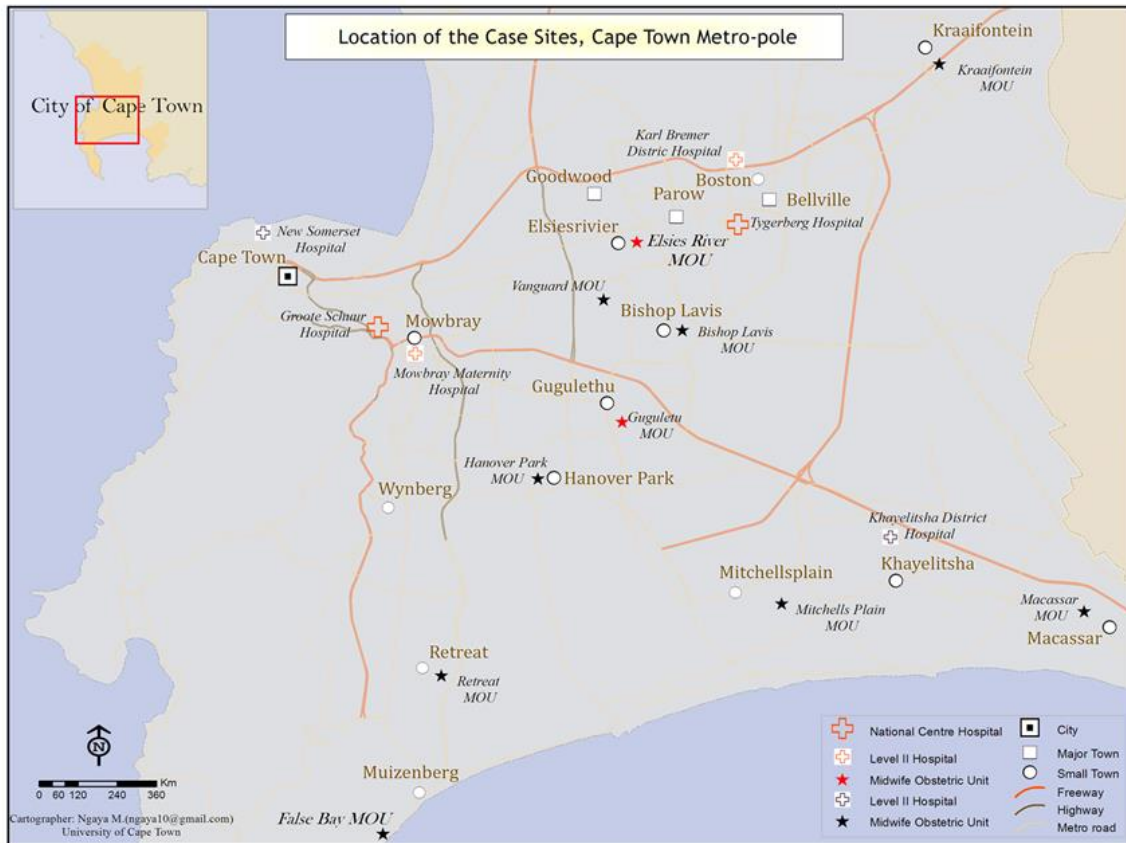 Location of the Case Sites, Cape Town Metro-pole
City of Cape Town
Kraaifontein
Kraaifontein
MOU
Karl Bremer
Distric Hospital
Boston
Goodwood
Parow
Bellville
Tygerberg Hospital
Elsiesrivier
Elsies River
MOU
New Somerset
Hospital
Cape Town
Vanguard MOU
Bishop Lavis
Bishop Lavis
MOU
Groote Schuur
Hospital
Mowbray
Mowbray Maternity
Hospital
Gugulethu
Guguletu
MOU
Hanover Park
MOU
Hanover Park
Wynberg
Khayelitsha District
Hospital
Khayelitsha
Mitchellsplain
Mitchells Plain
MOU
Macassar
MOU
Macassar
Retreat
Retreat
MOU
Muizenberg
False Bay MOU
N
Km
0 60 120 240 360
Cartographer: Ngaya M.(ngaya10@gmail.com)
University of Cape Town
National Centre Hospital
Level II Hospital
Midwife Obstetric Unit
Level II Hospital
Midwife Obstetric Unit
City
Major Town
Small Town
Freeway
Highway
Metro road